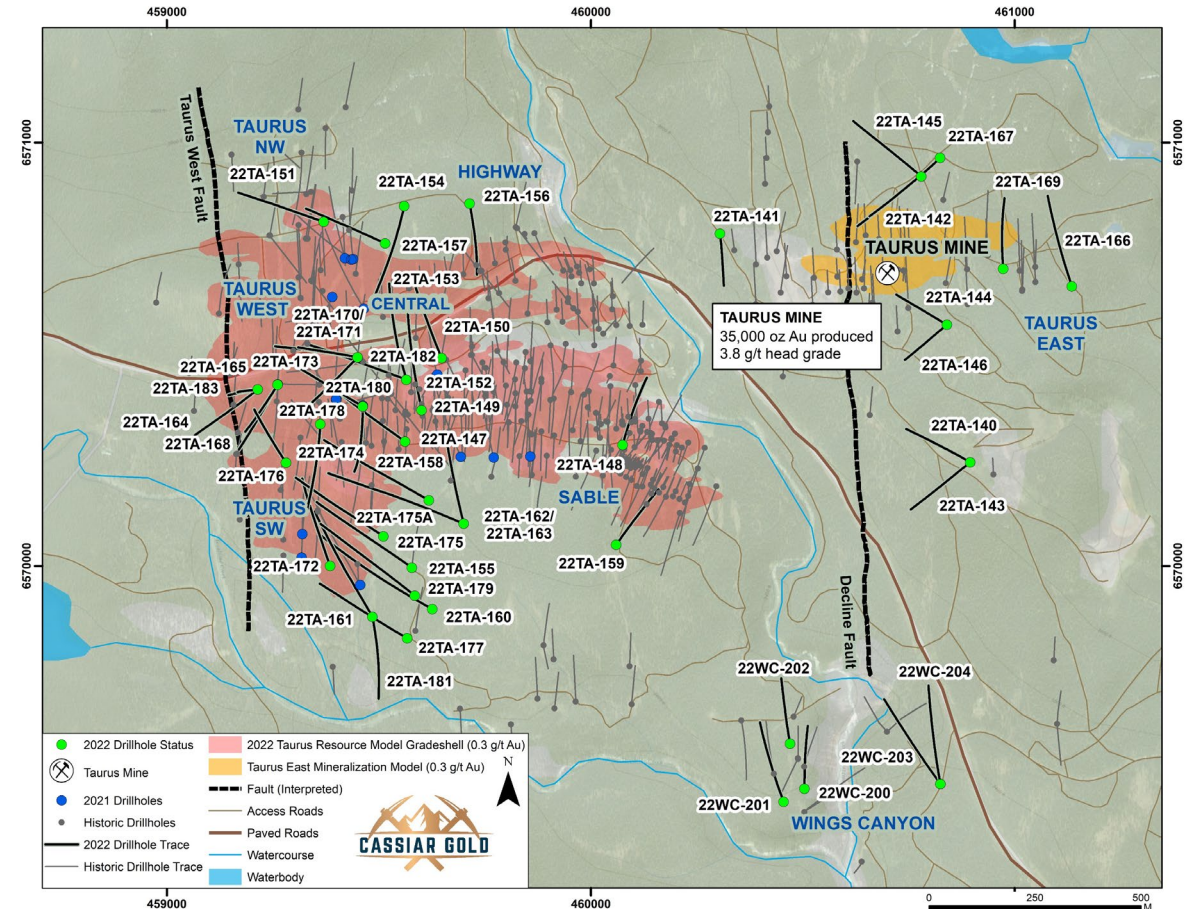 459000
460000
461000
6571000
6571000
6570000
6570000
459000
460000
Taurus West Fault
TAURUS
NW
22TA-151
22TA-154
HIGHWAY
22TA-156
22TA-157
22TA-153
TAURUS
WEST
CENTRAL
22TA-170/
22TA-171
22TA-150
22TA-165
22TA-173
22TA-182
22TA-183
22TA-180
22TA-152
22TA-164
22TA-178
22TA-149
22TA-168
22TA-174
22TA-147
22TA-176
22TA-158
22TA-148
SABLE
TAURUS
SW
22TA-175A
22TA-162/
22TA-163
22TA-175
22TA-159
22TA-172
22TA-155
22TA-179
22TA-161
22TA-160
22TA-177
22TA-181
22TA-145
22TA-167
22TA-169
22TA-141
22TA-142
22TA-166
TAURUS MINE
22TA-144
TAURUS MINE
35,000 oz Au produced
3.8 g/t head grade
TAURUS
EAST
22TA-146
22TA-140
22TA-143
Decline Fault
22WC-202
22WC-204
22WC-203
22WC-201
22WC-200
WINGS CANYON
2022 Drillhole Status
Taurus Mine
2021 Drillholes
Historic Drillholes
2022 Drillhole Trace
Historic Drillhole Trace
2022 Taurus Resource Model Gradeshell (0.3 g/t Au)
Taurus East Mineralization Model (0.3 g/t Au)
Fault (Interpreted)
Access Roads
Paved Roads
Watercourse
Waterbody
N
CASSIAR GOLD
0
250
500
M